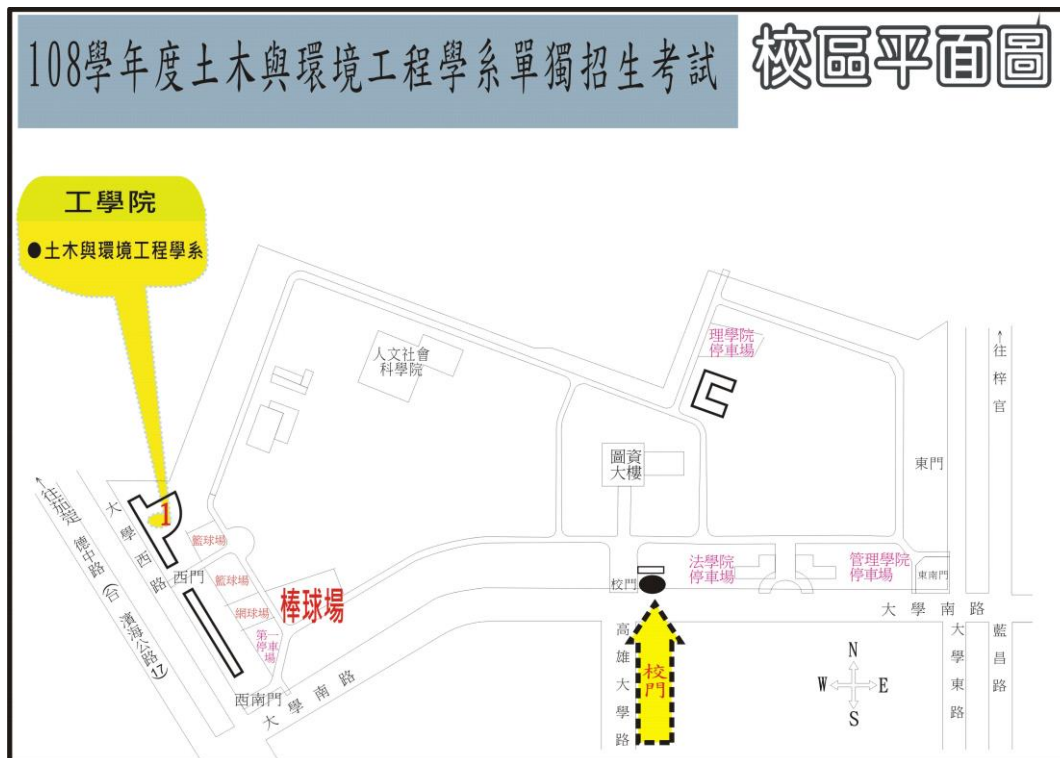 108學年度土木與環境工程學系單獨招生考試
校區平面圖
工學院
●土木與環境工程學系
人文社會
科學院
理學院
停車場
↑往梓官
圖資
大樓
東門
↑往茄萣
德中路(台
濱海公路(17)
大學西路
1
籃球場
西門
籃球場
網球場
棒球場
第一
停車場
西南門
大學南路
校門
法學院
停車場
管理學院
停車場
東南門
大學南路
高雄大學路
校門
N
W
E
S
大學東路
藍昌路